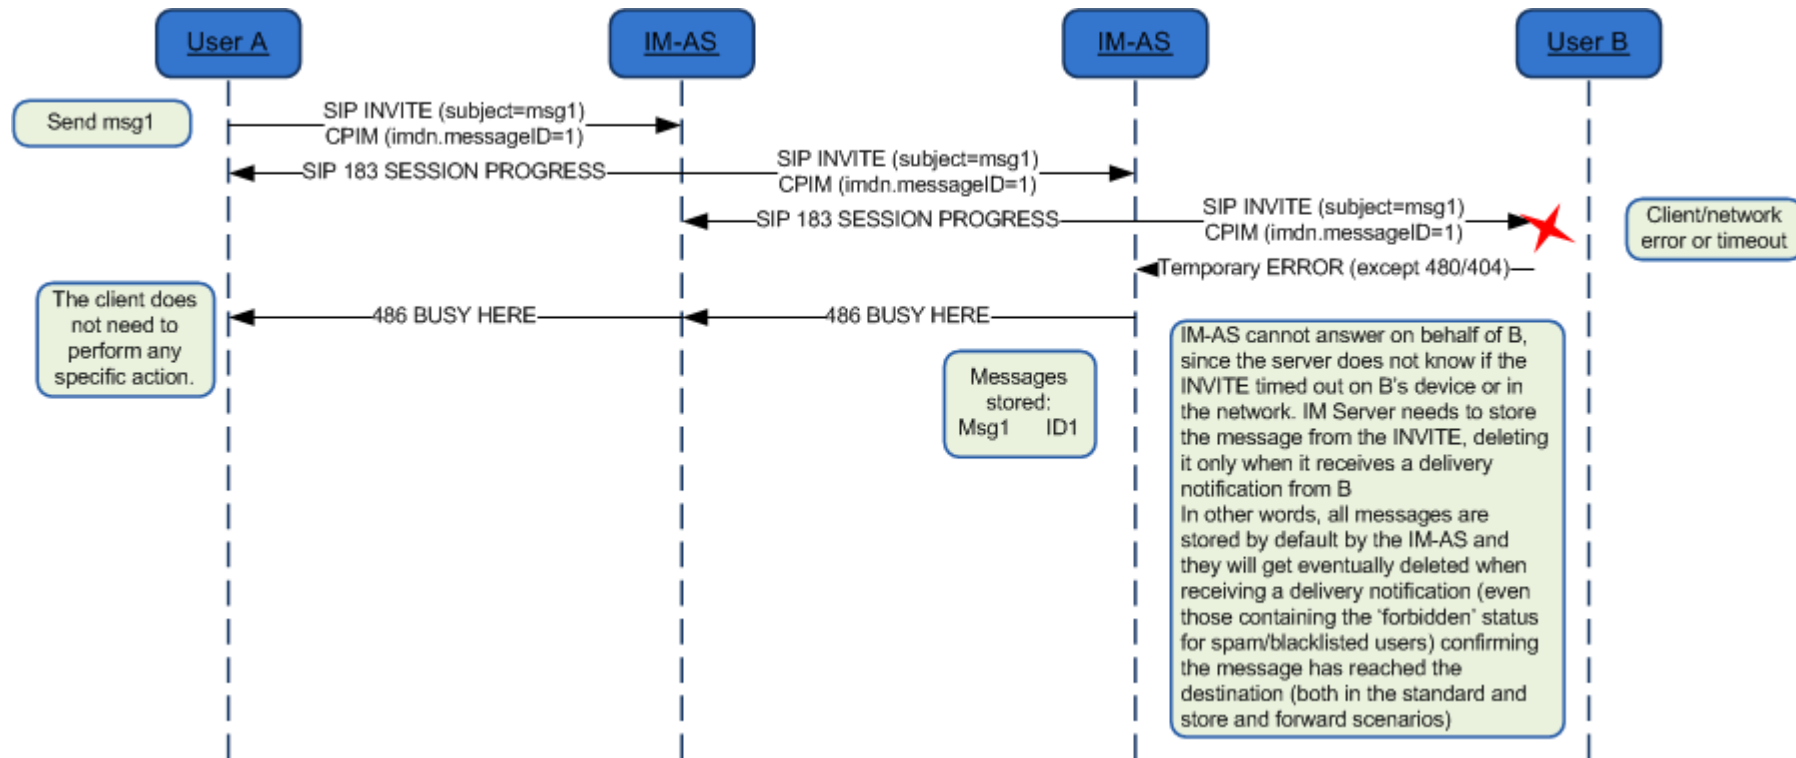 User A
IM-AS
IM-AS
User B
Send msg1
SIP INVITE (subject=msg1)
CPIM (imdn.messageID=1)
SIP 183 SESSION PROGRESS
SIP INVITE (subject=msg1)
CPIM (imdn.messageID=1)
SIP 183 SESSION PROGRESS
SIP INVITE (subject=msg1)
CPIM (imdn.messageID=1)
Client/network
error or timeout
Temporary ERROR (except 480/404)
The client does
not need to
perform any
specific action.
486 BUSY HERE
486 BUSY HERE
Messages
stored:
Msg1 ID1
IM-AS cannot answer on behalf of B,
since the server does not know if the
INVITE timed out on B's device or in
the network. IM Server needs to store
the message from the INVITE, deleting
it only when it receives a delivery
notification from B
In other words, all messages are
stored by default by the IM-AS and
they will get eventually deleted when
receiving a delivery notification (even
those containing the 'forbidden' status
for spam/blacklisted users) confirming
the message has reached the
destination (both in the standard and
store and forward scenarios)